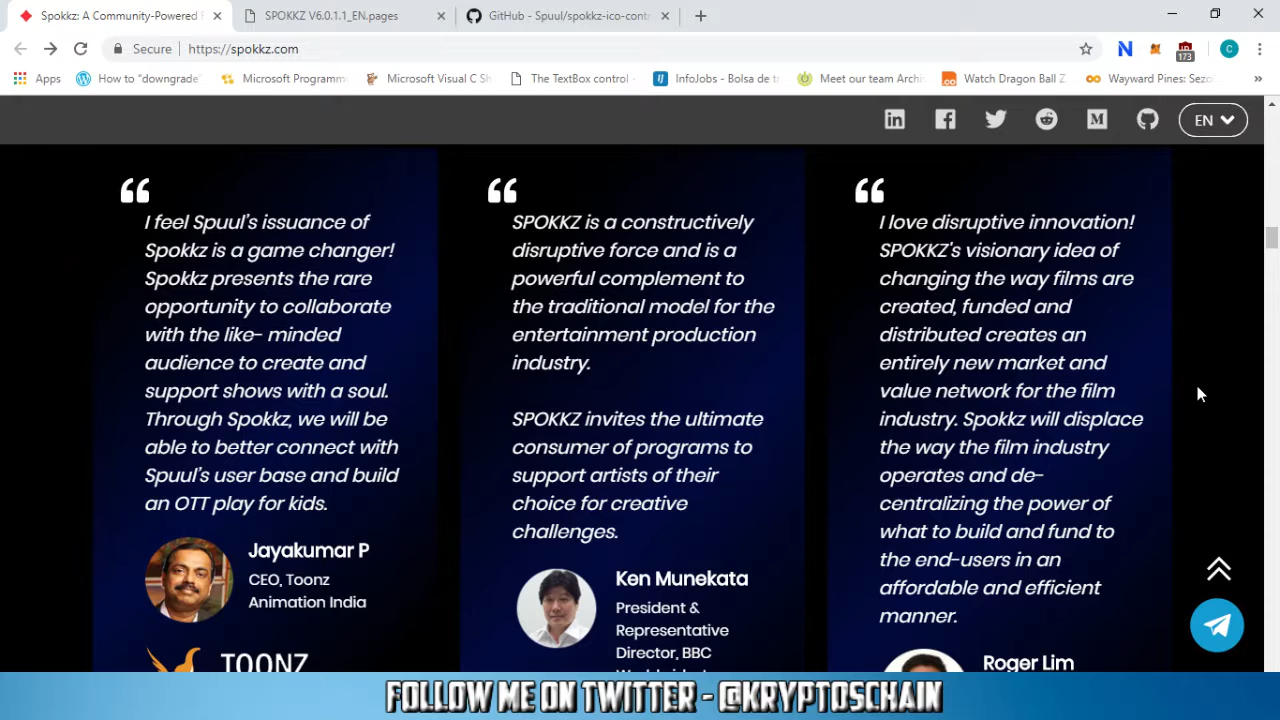 Spokkz: A Community-Powered F
SPOKKZ V6.0.1.1_EN.pages
GitHub - Spuul/spokkz-ico-contr
Secure
https://spokkz.com
173
C
Apps
How to "downgrade"
Microsoft Programm
Microsoft Visual C Sh
The TextBox control -
InfoJobs - Bolsa de t
Meet our team Archi
Watch Dragon Ball Z
Wayward Pines: Sezo
EN
I feel Spuul's issuance of
Spokkz is a game changer!
Spokkz presents the rare
opportunity to collaborate
with the like- minded
audience to create and
support shows with a soul.
Through Spokkz, we will be
able to better connect with
Spuul's user base and build
an OTT play for kids.
Jayakumar P
CEO, Toonz
Animation India
TOONZ
SPOKKZ is a constructively
disruptive force and is a
powerful complement to
the traditional model for the
entertainment production
industry.
SPOKKZ invites the ultimate
consumer of programs to
support artists of their
choice for creative
challenges.
Ken Munekata
President &
Representative
Director, BBC
I love disruptive innovation!
SPOKKZ's visionary idea of
changing the way films are
created, funded and
distributed creates an
entirely new market and
value network for the film
industry. Spokkz will displace
the way the film industry
operates and de-
centralizing the power of
what to build and fund to
the end-users in an
affordable and efficient
manner.
Roger Lim
FOLLOW ME ON TWITTER - @KRYPTOSCHAIN